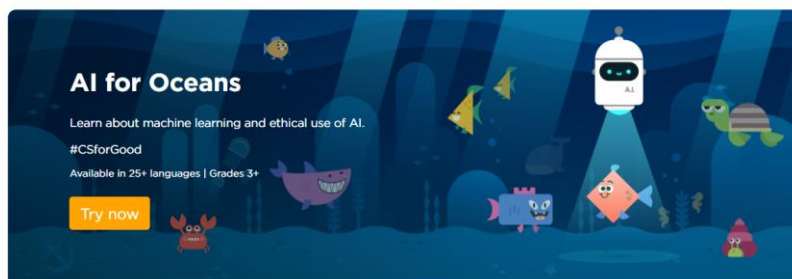 AI for Oceans
Learn about machine learning and ethical use of AI.
#CSforGood
Available in 25+ languages | Grades 3+
Try now
A.I.